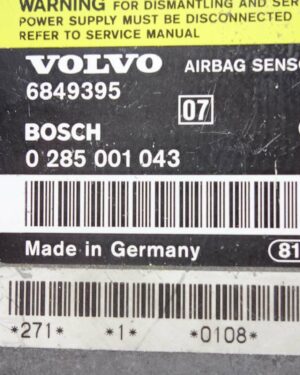 WARNING FOR DISMANTLING AND SER
POWER SUPPLY MUST BE DISCONNECTED
REFER TO SERVICE MANUAL
VOLVO AIRBAG SENSO
6849395
07
BOSCH
0 285 001 043
Made in Germany 81
*271* *1* *0108*